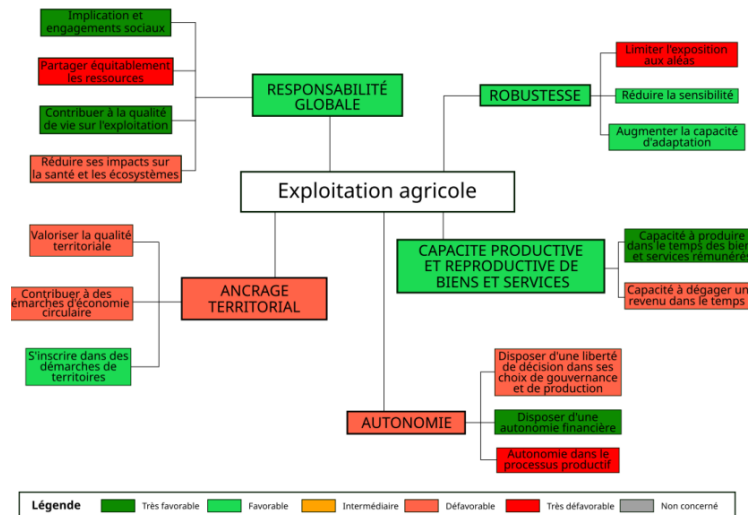 Implication et
engagements sociaux
Partager équitablement
les ressources
Contribuer à la qualité
de vie sur l'exploitation
Réduire ses impacts sur
la santé et les écosystèmes
RESPONSABILITÉ
GLOBALE
ROBUSTESSE
Limiter l'exposition
aux aléas
Réduire la sensibilité
Augmenter la capacité
d'adaptation
Exploitation agricole
Valoriser la qualité
territoriale
Contribuer à des
émarches d'économie
circulaire
S'inscrire dans des
démarches de
territoires
ANCRAGE
TERRITORIAL
CAPACITE PRODUCTIVE
ET REPRODUCTIVE DE
BIENS ET SERVICES
Capacité à produire
dans le temps des bien
et services rémunérés
Capacité à dégager un
revenu dans le temps
AUTONOMIE
Disposer d'une liberté
de décision dans ses
choix de gouvernance
et de production
Disposer d'une
autonomie financière.
Autonomie dans le
processus productif
Légende
Très favorable
Favorable
Intermédiaire
Défavorable
Très défavorable
Non concerné